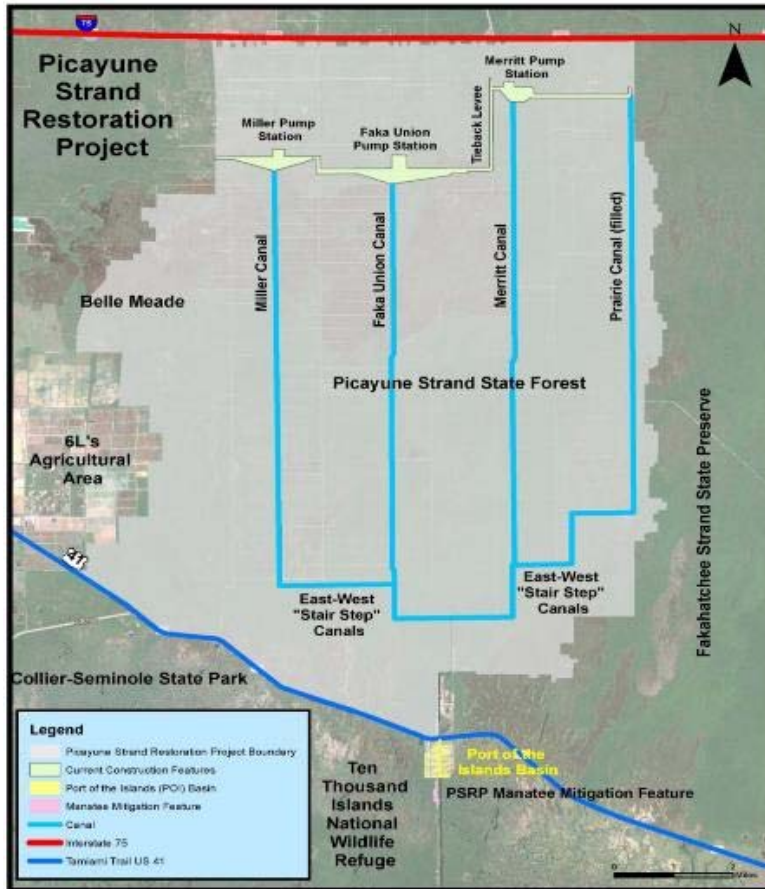 75
Picayune
Strand
Restoration
Project
N
Merritt Pump
Station
Miller Pump
Station
Faka Union
Pump Station
Tieback Levee
Miller Canal
Faka Union Canal
Merritt Canal
Prairie Canal (filled)
Belle Meade
Picayune Strand State Forest
6L's
Agricultural
Area
Fakahatchee Strand State Preserve
41
East-West
"Stair Step"
Canals
East-West
"Stair Step"
Canals
Collier-Seminole State Park
Port of the
Islands Basin
PSRP Manatee Mitigation Feature
Ten
Thousand
Islands
National
Wildlife
Refuge
Legend
Picayune Strand Restoration Project Boundary
Current Construction Features
Port of the Islands (POI) Basin
Manatee Mitigation Feature
Canal
Interstate 75
Tamiami Trail US 41
0 1 2
Miles